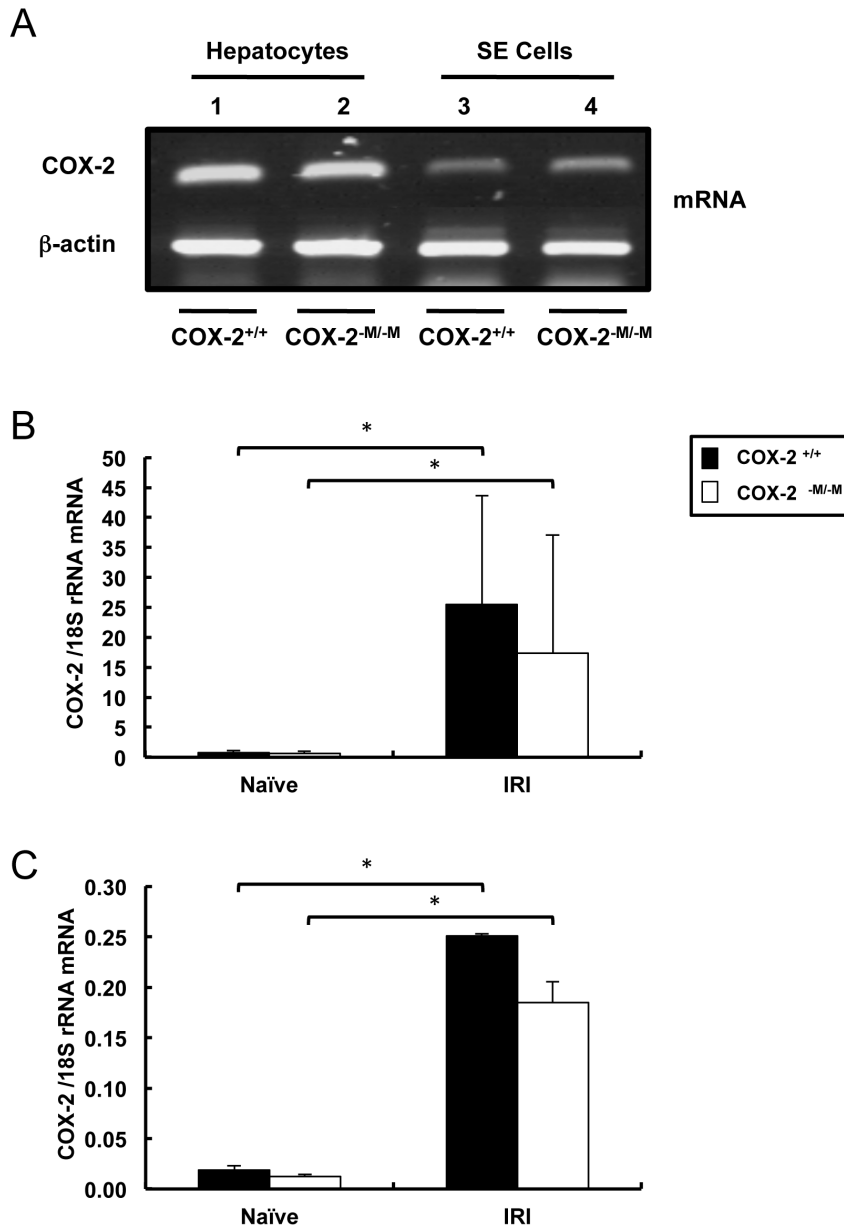 A
Hepatocytes SE Cells
1 2 3 4
COX-2
mRNA
β-actin
COX-2+/+ COX-2-M/-M COX-2+/+ COX-2-M/-M
B
*
*
COX-2 /18S rRNA mRNA
50
45
40
35
30
25
20
15
10
5
0
Naïve IRI
COX-2 +/+
COX-2 -M/-M
C
*
*
COX-2 /18S rRNA mRNA
0.30
0.25
0.20
0.15
0.10
0.05
0.00
Naïve IRI